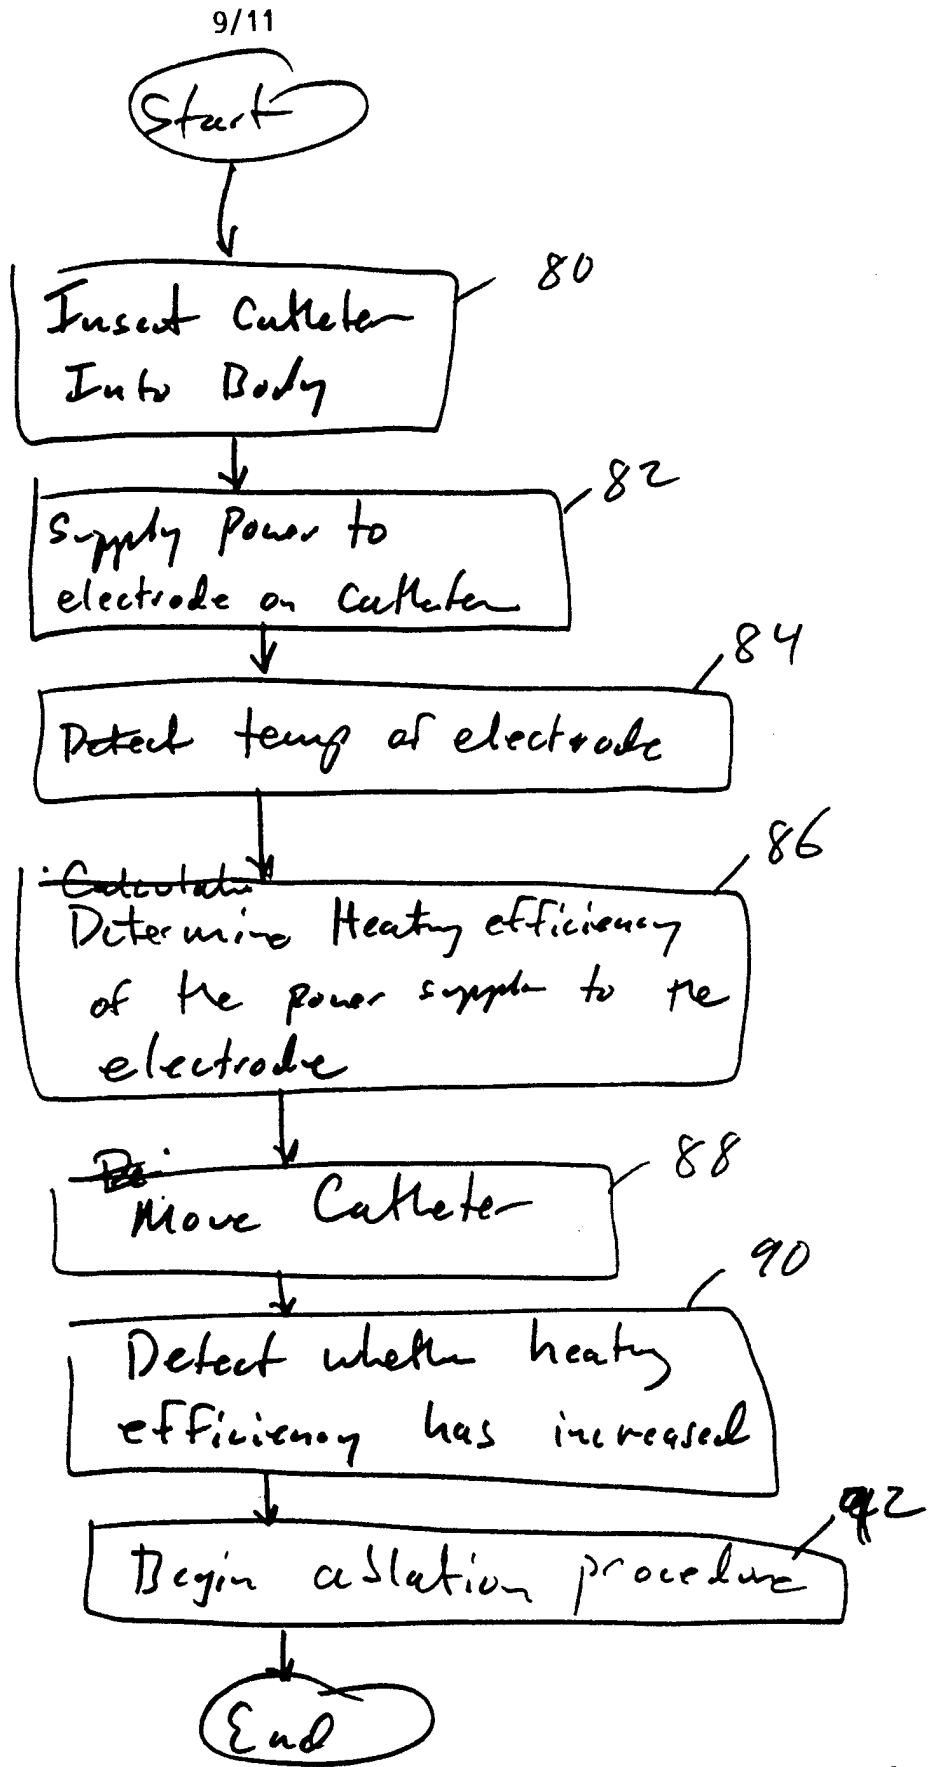 9/11
Start
80
Insert Catheter
Into Body
82
Supply Power to
electrode on Catheter
84
Detect temp of electrode
86
Calculate
Determine Heating efficiency
of the power supply to the
electrode
88
De
Move Catheter
90
Detect whether heating
efficiency has increased
92
Begin ablation procedure
End